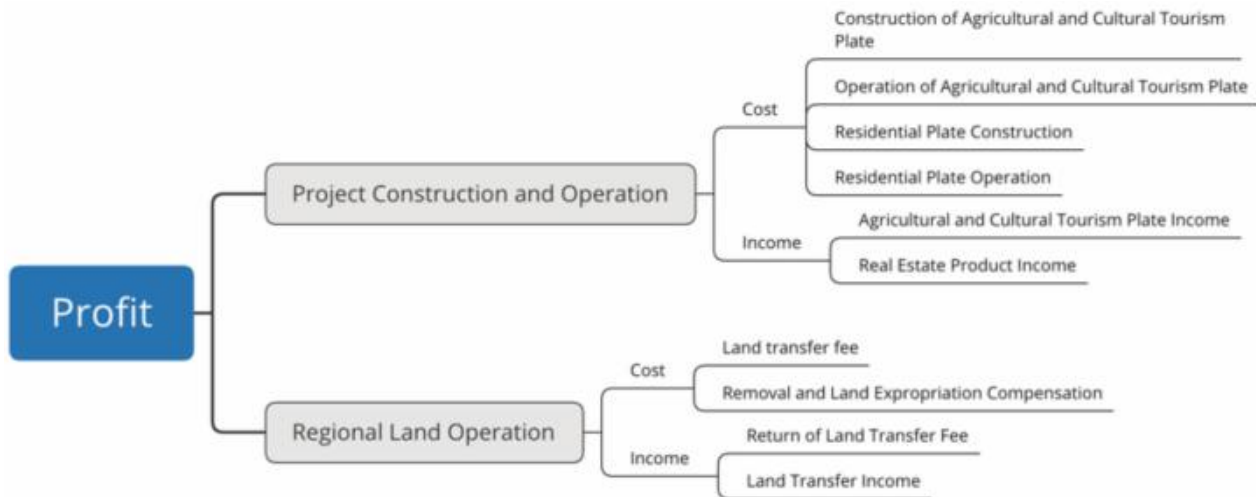 Profit
Project Construction and Operation
Cost
Construction of Agricultural and Cultural Tourism
Plate
Operation of Agricultural and Cultural Tourism Plate
Residential Plate Construction
Residential Plate Operation
Income
Agricultural and Cultural Tourism Plate Income
Real Estate Product Income
Regional Land Operation
Cost
Land transfer fee
Removal and Land Expropriation Compensation
Income
Return of Land Transfer Fee
Land Transfer Income